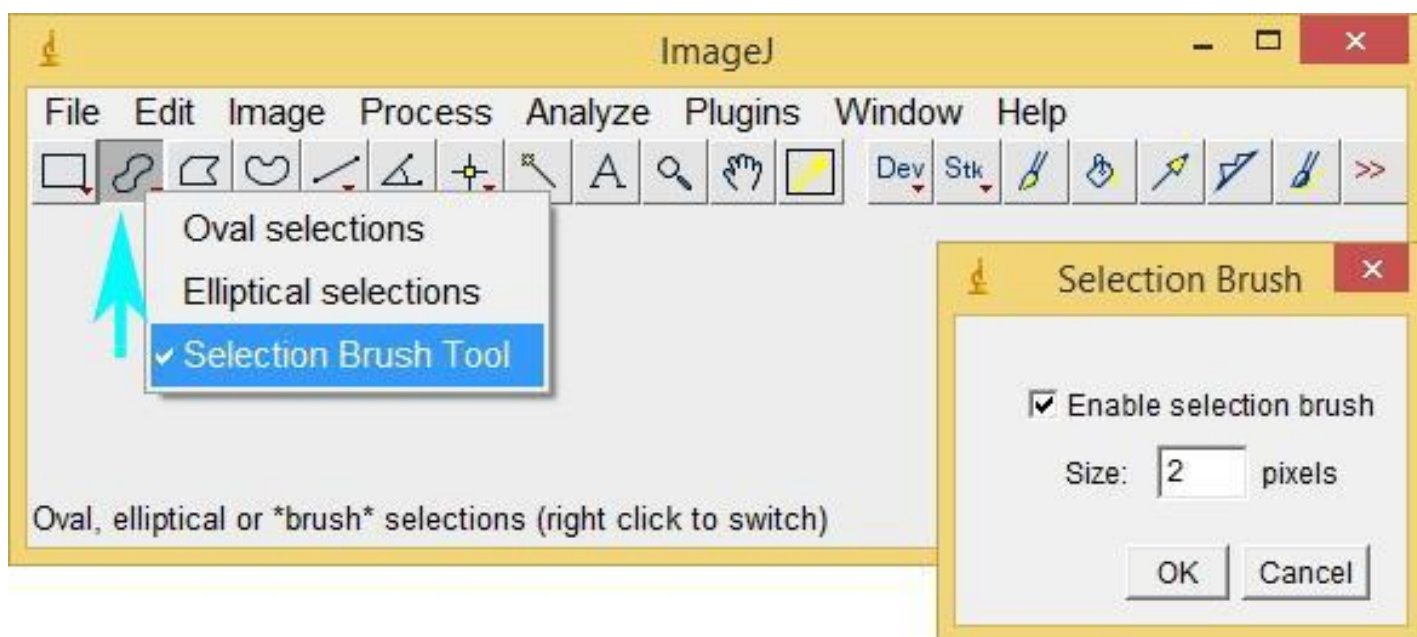 ImageJ
File Edit Image Process Analyze Plugins Window Help
A Dev Stk >>
Oval selections
Elliptical selections
Selection Brush Tool
Oval, elliptical or *brush* selections (right click to switch)
Selection Brush
Enable selection brush
Size: 2 pixels
OK Cancel